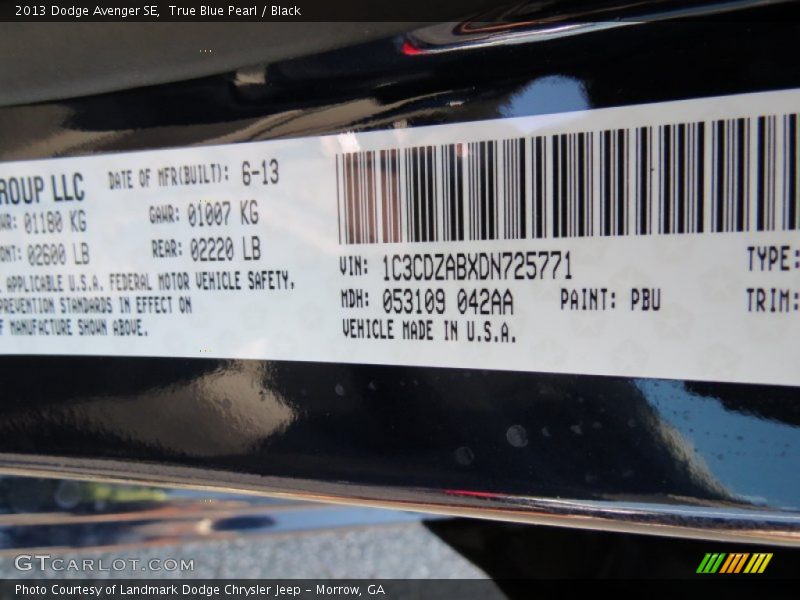 2013 Dodge Avenger SE,  True Blue Pearl / Black
ROUP LLC DATE OF MFR(BUILT): 6-13
WR: 01180 KG GAWR: 01007 KG
ONT: 02600 LB REAR: 02220 LB
APPLICABLE U.S.A. FEDERAL MOTOR VEHICLE SAFETY,
PREVENTION STANDARDS IN EFFECT ON
F MANUFACTURE SHOWN ABOVE.
VIN: 1C3CDZABXDN725771 TYPE:
MDH: 053109 042AA PAINT: PBU TRIM:
VEHICLE MADE IN U.S.A.
GTCARLOT.COM
Photo Courtesy of Landmark Dodge Chrysler Jeep – Morrow, GA